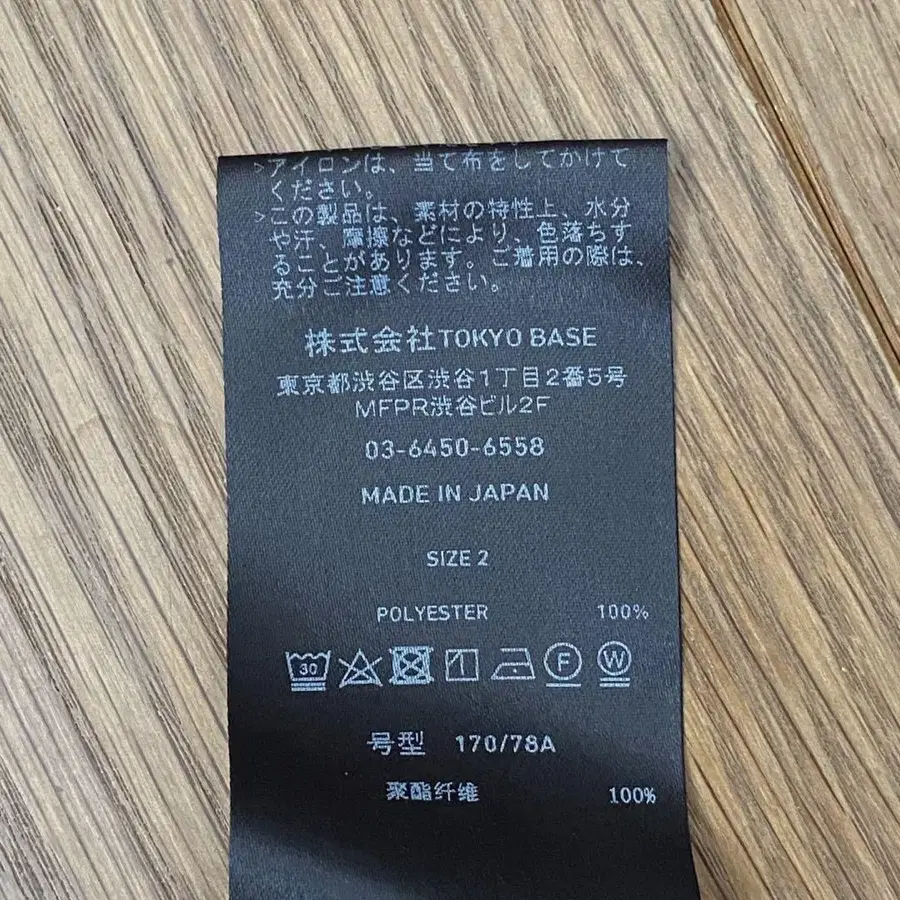 >アイロンは、当て布をしてかけて
ください。
>この製品は、素材の特性上、水分
や汗、摩擦などにより、色落ちす
ることがあります。ご着用の際は、
充分ご注意ください。
株式会社TOKYO BASE
東京都渋谷区渋谷1丁目2番5号
MFPR渋谷ビル2F
03-6450-6558
MADE IN JAPAN
SIZE 2
POLYESTER 100%
30 F W
号型 170/78A
聚酯纤维 100%